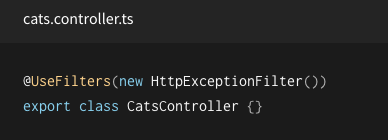 cats.controller.ts
@UseFilters(new HttpExceptionFilter())
export class CatsController {}